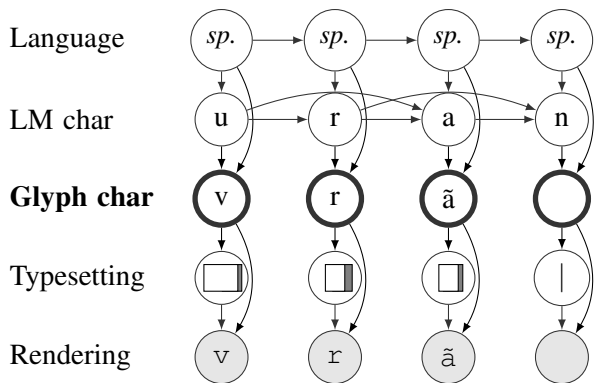 Language sp. sp. sp. sp.
LM char u r a n
Glyph char v r ã
Typesetting
Rendering v r ã